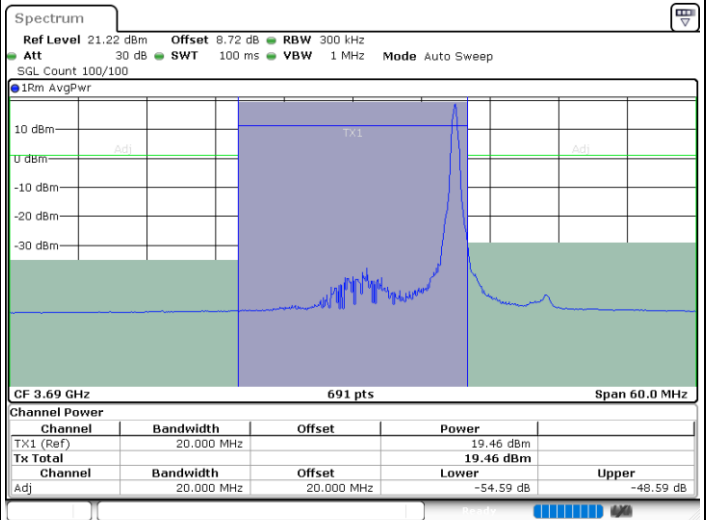 Spectrum
Ref Level 21.22 dBm Offset 8.72 dB RBW 300 kHz
Att 30 dB SWT 100 ms VBW 1 MHz Mode Auto Sweep
SGL Count 100/100
1Rm AvgPwr
10 dBm
TX1
Adj
Adj
0 dBm
-10 dBm
-20 dBm
-30 dBm
CF 3.69 GHz 691 pts Span 60.0 MHz
Channel Power
Channel Bandwidth Offset Power
TX1 (Ref) 20.000 MHz 19.46 dBm
Tx Total 19.46 dBm
Channel Bandwidth Offset Lower Upper
Adj 20.000 MHz 20.000 MHz -54.59 dB -48.59 dB
Ready